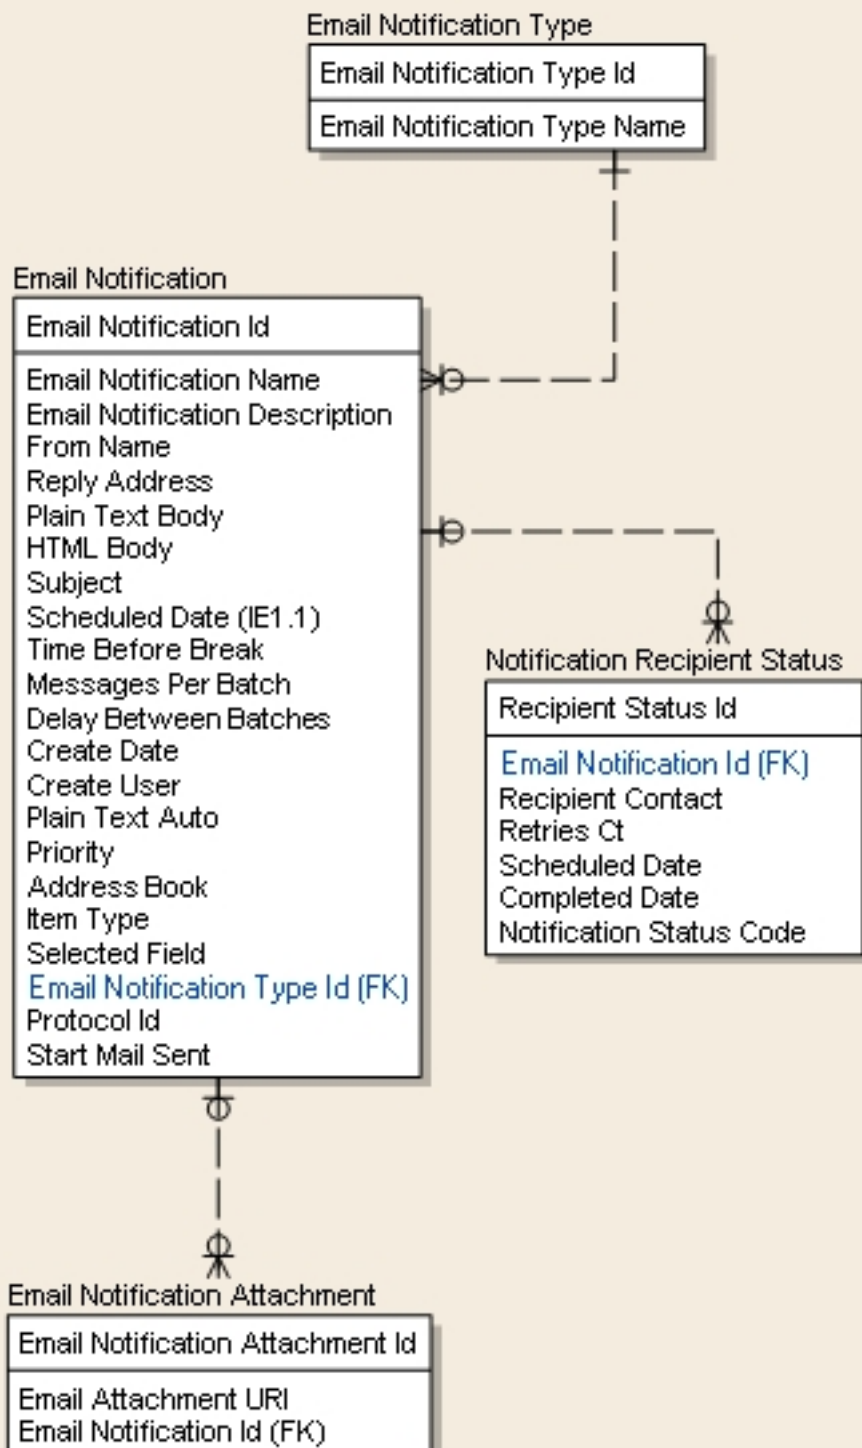 Email Notification Type
Email Notification Type Id
Email Notification Type Name
Email Notification
Email Notification Id
Email Notification Name
Email Notification Description
From Name
Reply Address
Plain Text Body
HTML Body
Subject
Scheduled Date (IE1.1)
Time Before Break
Messages Per Batch
Delay Between Batches
Create Date
Create User
Plain Text Auto
Priority
Address Book
Item Type
Selected Field
Email Notification Type Id (FK)
Protocol Id
Start Mail Sent
Notification Recipient Status
Recipient Status Id
Email Notification Id (FK)
Recipient Contact
Retries Ct
Scheduled Date
Completed Date
Notification Status Code
Email Notification Attachment
Email Notification Attachment Id
Email Attachment URI
Email Notification Id (FK)